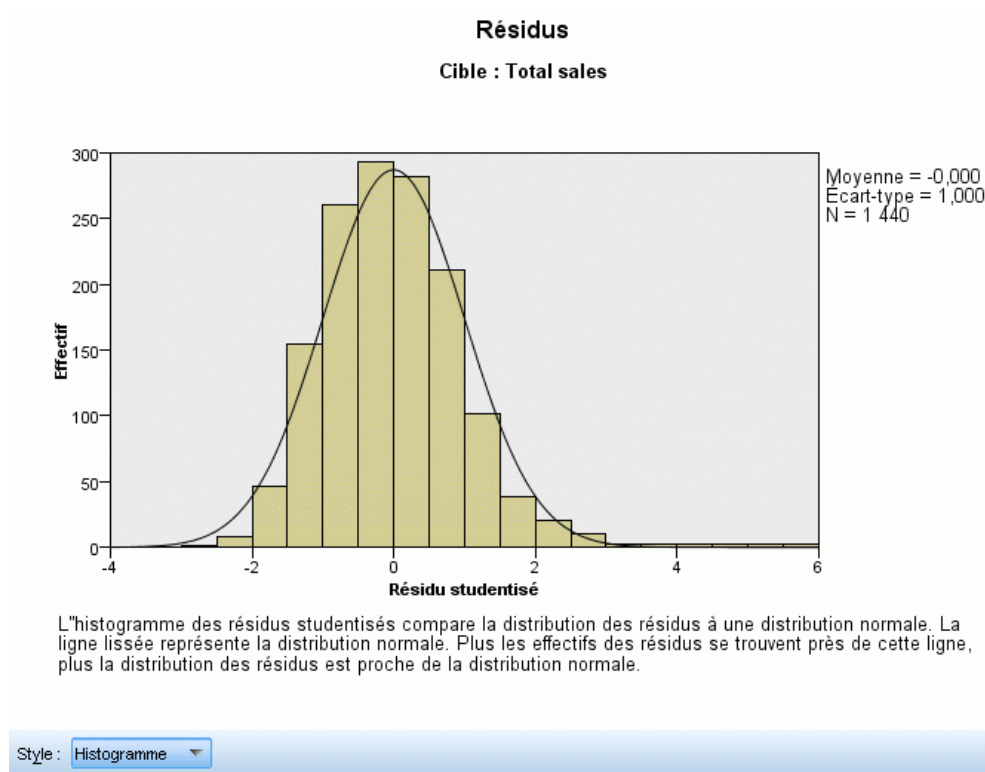 Résidus
Cible : Total sales
Moyenne = -0,000
Écart-type = 1,000
N = 1 440
300
250
200
150
100
50
0
Effectif
-4
-2
0
2
4
6
Résidu studentisé
L"histogramme des résidus studentisés compare la distribution des résidus à une distribution normale. La
ligne lissée représente la distribution normale. Plus les effectifs des résidus se trouvent près de cette ligne,
plus la distribution des résidus est proche de la distribution normale.
Style : Histogramme